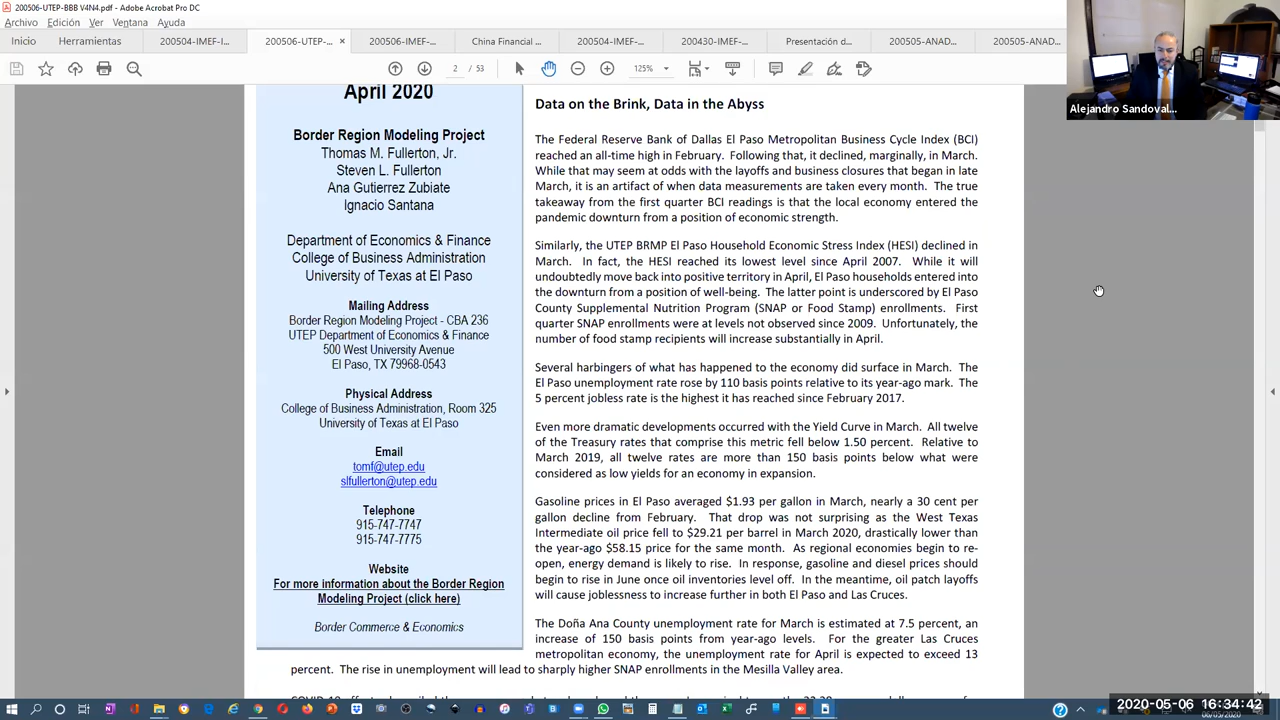 200506-UTEP-BBB V4N4.pdf - Adobe Acrobat Pro DC
Archivo Edición Ver Ventana Ayuda
Inicio Herramientas 200504-IMEF-I... 200506-UTEP-... × 200506-IMEF-... China Financial ... 200504-IMEF-... 200430-IMEF-... Presentación d... 200505-ANAD... 200505-ANAD...
2 / 53 125%
Alejandro Sandoval...
April 2020
Border Region Modeling Project
Thomas M. Fullerton, Jr.
Steven L. Fullerton
Ana Gutierrez Zubiate
Ignacio Santana
Department of Economics & Finance
College of Business Administration
University of Texas at El Paso
Mailing Address
Border Region Modeling Project - CBA 236
UTEP Department of Economics & Finance
500 West University Avenue
El Paso, TX 79968-0543
Physical Address
College of Business Administration, Room 325
University of Texas at El Paso
Email
tomf@utep.edu
slfullerton@utep.edu
Telephone
915-747-7747
915-747-7775
Website
For more information about the Border Region
Modeling Project (click here)
Border Commerce & Economics
Data on the Brink, Data in the Abyss
The Federal Reserve Bank of Dallas El Paso Metropolitan Business Cycle Index (BCI)
reached an all-time high in February. Following that, it declined, marginally, in March.
While that may seem at odds with the layoffs and business closures that began in late
March, it is an artifact of when data measurements are taken every month. The true
takeaway from the first quarter BCI readings is that the local economy entered the
pandemic downturn from a position of economic strength.
Similarly, the UTEP BRMP El Paso Household Economic Stress Index (HESI) declined in
March. In fact, the HESI reached its lowest level since April 2007. While it will
undoubtedly move back into positive territory in April, El Paso households entered into
the downturn from a position of well-being. The latter point is underscored by El Paso
County Supplemental Nutrition Program (SNAP or Food Stamp) enrollments. First
quarter SNAP enrollments were at levels not observed since 2009. Unfortunately, the
number of food stamp recipients will increase substantially in April.
Several harbingers of what has happened to the economy did surface in March. The
El Paso unemployment rate rose by 110 basis points relative to its year-ago mark. The
5 percent jobless rate is the highest it has reached since February 2017.
Even more dramatic developments occurred with the Yield Curve in March. All twelve
of the Treasury rates that comprise this metric fell below 1.50 percent. Relative to
March 2019, all twelve rates are more than 150 basis points below what were
considered as low yields for an economy in expansion.
Gasoline prices in El Paso averaged $1.93 per gallon in March, nearly a 30 cent per
gallon decline from February. That drop was not surprising as the West Texas
Intermediate oil price fell to $29.21 per barrel in March 2020, drastically lower than
the year-ago $58.15 price for the same month. As regional economies begin to re-
open, energy demand is likely to rise. In response, gasoline and diesel prices should
begin to rise in June once oil inventories level off. In the meantime, oil patch layoffs
will cause joblessness to increase further in both El Paso and Las Cruces.
The Doña Ana County unemployment rate for March is estimated at 7.5 percent, an
increase of 150 basis points from year-ago levels. For the greater Las Cruces
metropolitan economy, the unemployment rate for April is expected to exceed 13
percent. The rise in unemployment will lead to sharply higher SNAP enrollments in the Mesilla Valley area.
2020-05-06 16:34:42
06/05/2020